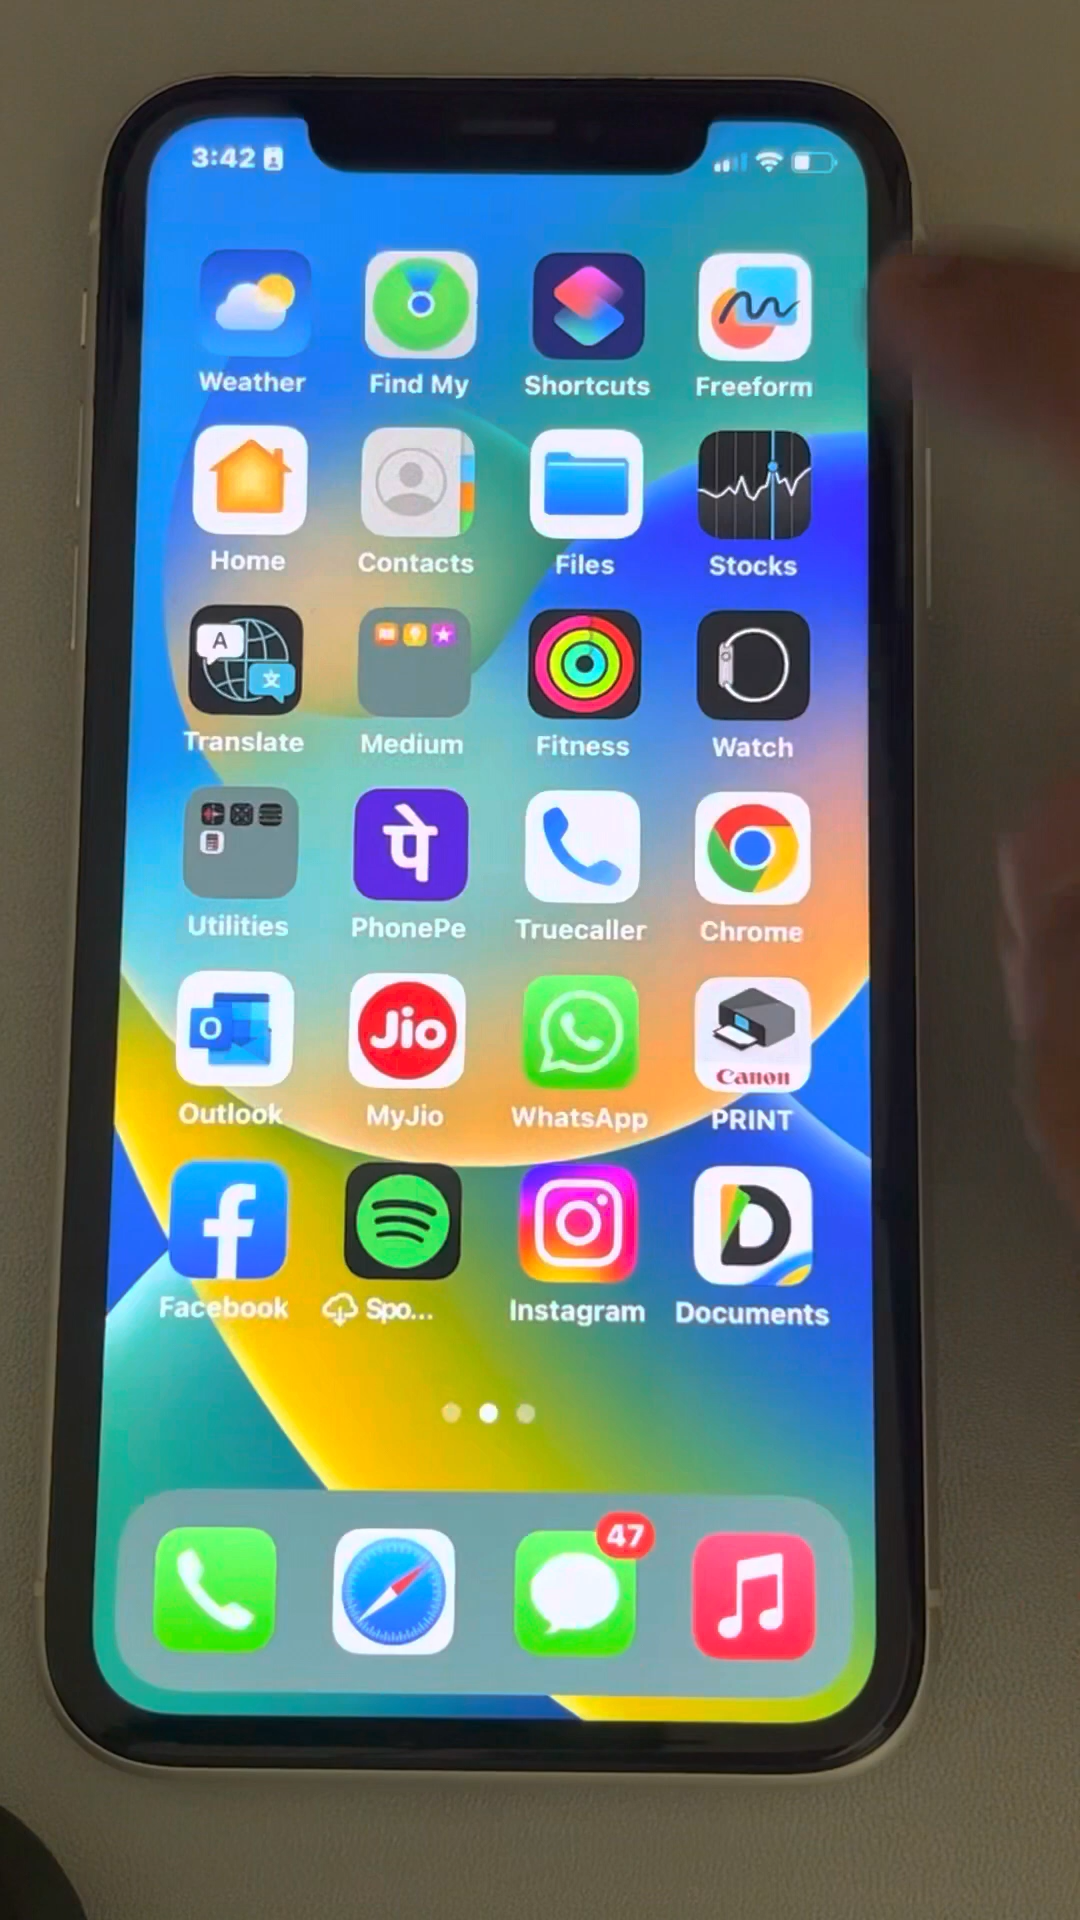 3:42
Weather Find My Shortcuts Freeform
Home Contacts Files Stocks
A
文
Translate Medium Fitness Watch
पे
Utilities PhonePe Truecaller Chrome
O Jio Canon
Outlook MyJio WhatsApp PRINT
f D
Facebook Spo... Instagram Documents
47